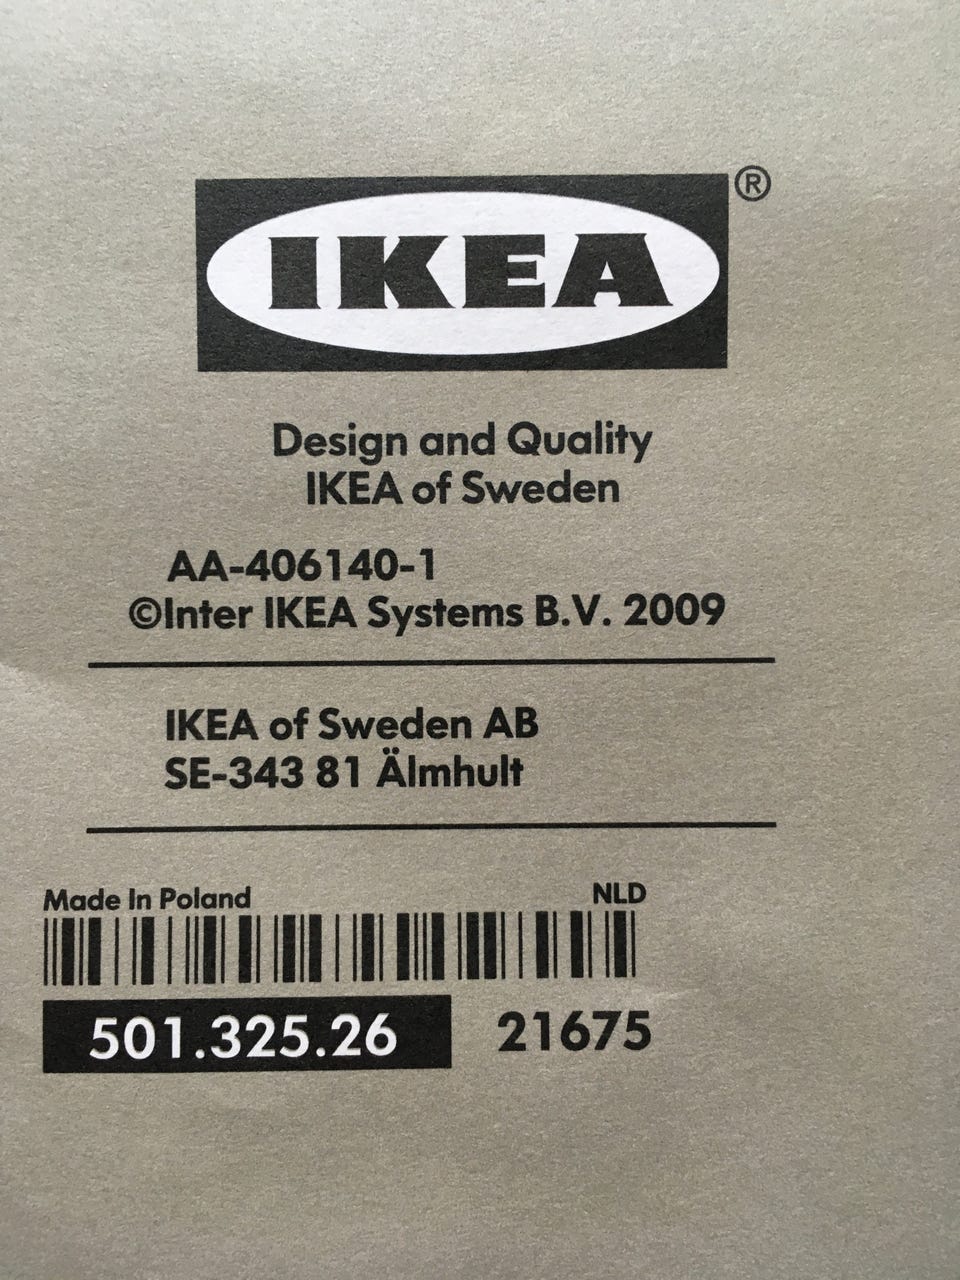 IKEA®
Design and Quality
IKEA of Sweden
AA-406140-1
©Inter IKEA Systems B.V. 2009
IKEA of Sweden AB
SE-343 81 Älmhult
Made In Poland NLD
501.325.26 21675